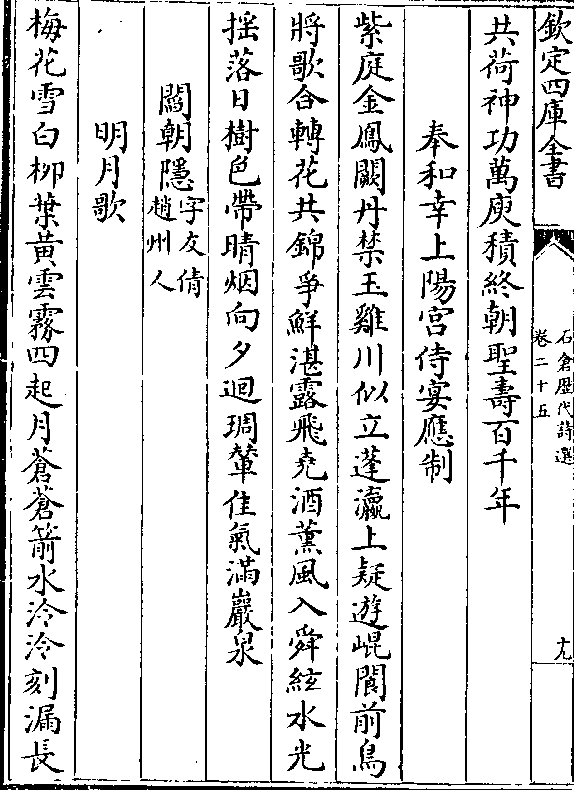 欽定四庫全書
石倉歷代詩選
卷二十五
十九
共荷神功萬庾積終朝聖壽百千年
奉和幸上陽宮侍宴應制
紫庭金鳳闕丹禁玉雞川似立蓬瀛上疑遊崐閬前鳥
將歌合轉花共錦爭鮮湛露飛堯酒薰風入舜絃水光
揺落日樹色帶晴烟向夕迴琱輦佳氣滿巖泉
閻朝隱字友倩
趙州人
明月歌
梅花雪白柳葉黃雲霧四起月蒼蒼箭水泠泠刻漏長